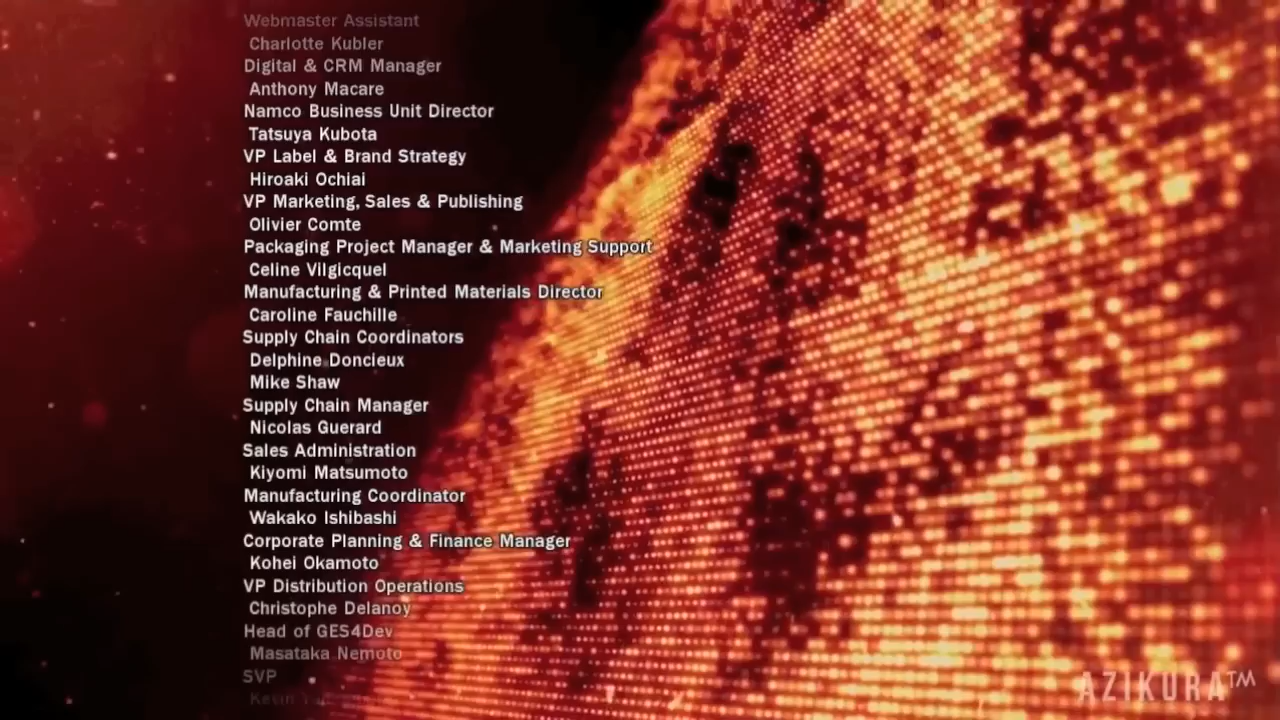 Webmaster Assistant
Charlotte Kubler
Digital & CRM Manager
Anthony Macare
Namco Business Unit Director
Tatsuya Kubota
VP Label & Brand Strategy
Hiroaki Ochiai
VP Marketing, Sales & Publishing
Olivier Comte
Packaging Project Manager & Marketing Support
Celine Vilgicquel
Manufacturing & Printed Materials Director
Caroline Fauchille
Supply Chain Coordinators
Delphine Doncieux
Mike Shaw
Supply Chain Manager
Nicolas Guerard
Sales Administration
Kiyomi Matsumoto
Manufacturing Coordinator
Wakako Ishibashi
Corporate Planning & Finance Manager
Kohei Okamoto
VP Distribution Operations
Christophe Delanoy
Head of GES4Dev
Masataka Nemoto
SVP
Kevin
AZIKURA™